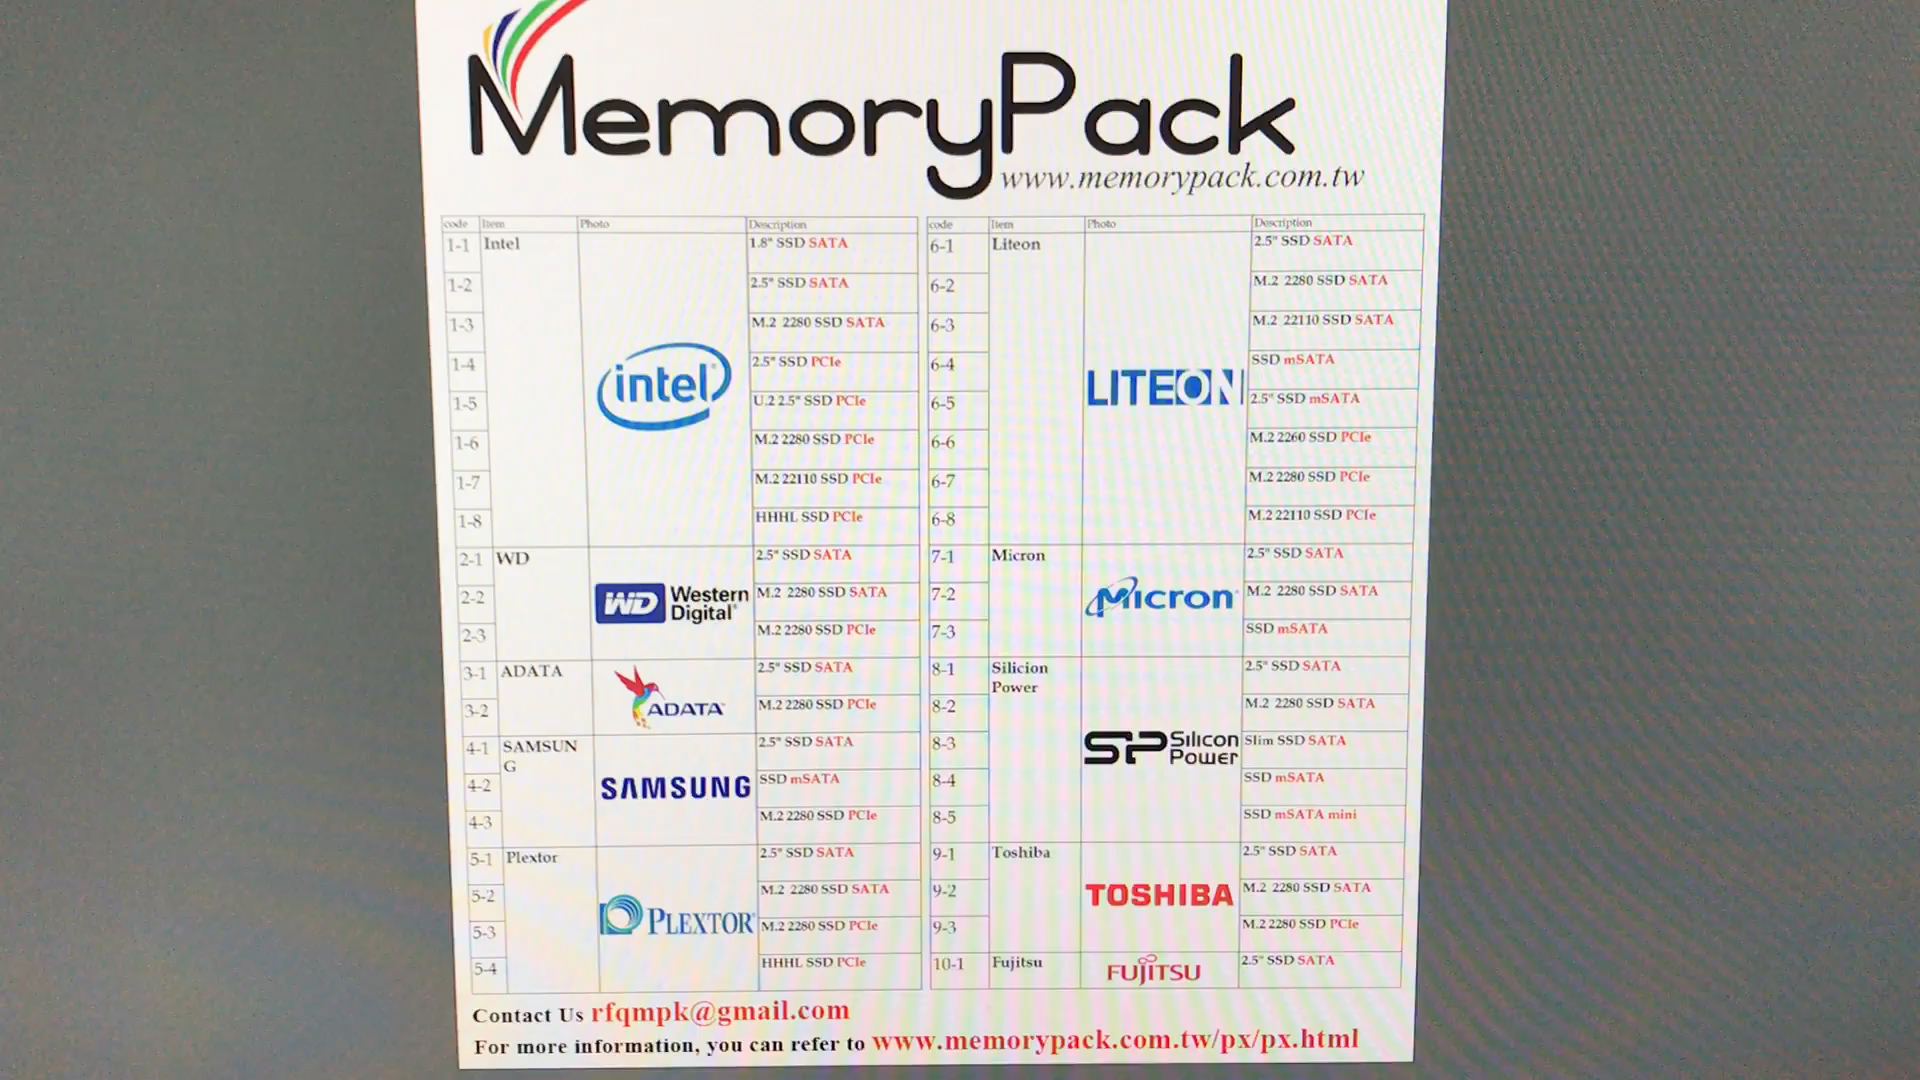 MemoryPack
www.memorypack.com.tw
code Item Photo Description
1-1 Intel 1.8" SSD SATA
1-2 2.5" SSD SATA
1-3 M.2 2280 SSD SATA
1-4 2.5" SSD PCIe
intel
1-5 U.2 2.5" SSD PCIe
1-6 M.2 2280 SSD PCIe
1-7 M.2 22110 SSD PCIe
1-8 HHHL SSD PCIe
2-1 WD 2.5" SSD SATA
WD Western Digital
2-2 M.2 2280 SSD SATA
2-3 M.2 2280 SSD PCIe
3-1 ADATA 2.5" SSD SATA
ADATA
3-2 M.2 2280 SSD PCIe
4-1 SAMSUN
G 2.5" SSD SATA
SAMSUNG
4-2 SSD mSATA
4-3 M.2 2280 SSD PCIe
5-1 Plextor 2.5" SSD SATA
5-2 M.2 2280 SSD SATA
PLEXTOR
5-3 M.2 2280 SSD PCIe
5-4 HHHL SSD PCIe
code Item Photo Description
6-1 Liteon 2.5" SSD SATA
6-2 M.2 2280 SSD SATA
6-3 M.2 22110 SSD SATA
6-4 SSD mSATA
LITEON
6-5 2.5" SSD mSATA
6-6 M.2 2260 SSD PCIe
6-7 M.2 2280 SSD PCIe
6-8 M.2 22110 SSD PCIe
7-1 Micron 2.5" SSD SATA
Micron
7-2 M.2 2280 SSD SATA
7-3 SSD mSATA
8-1 Silicion
Power 2.5" SSD SATA
8-2 M.2 2280 SSD SATA
SP Silicon Power
8-3 Slim SSD SATA
8-4 SSD mSATA
8-5 SSD mSATA mini
9-1 Toshiba 2.5" SSD SATA
TOSHIBA
9-2 M.2 2280 SSD SATA
9-3 M.2 2280 SSD PCIe
10-1 Fujitsu FUJITSU 2.5" SSD SATA
Contact Us rfqmpk@gmail.com
For more information, you can refer to www.memorypack.com.tw/px/px.html